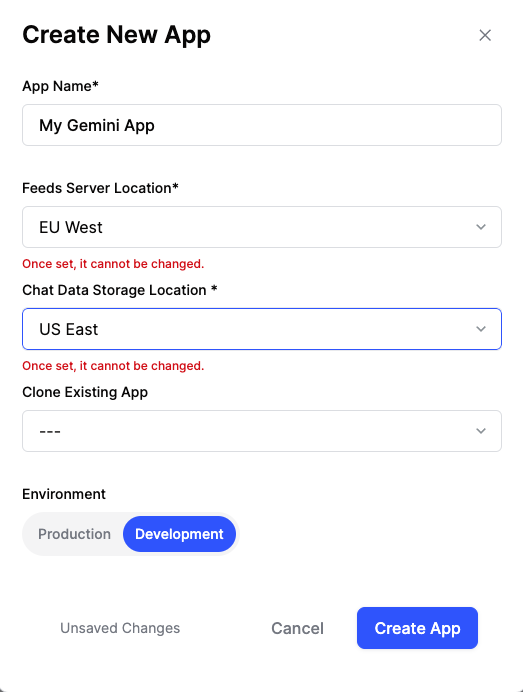 Create New App
App Name*
My Gemini App
Feeds Server Location*
EU West
Once set, it cannot be changed.
Chat Data Storage Location *
US East
Once set, it cannot be changed.
Clone Existing App
---
Environment
Production Development
Unsaved Changes Cancel Create App